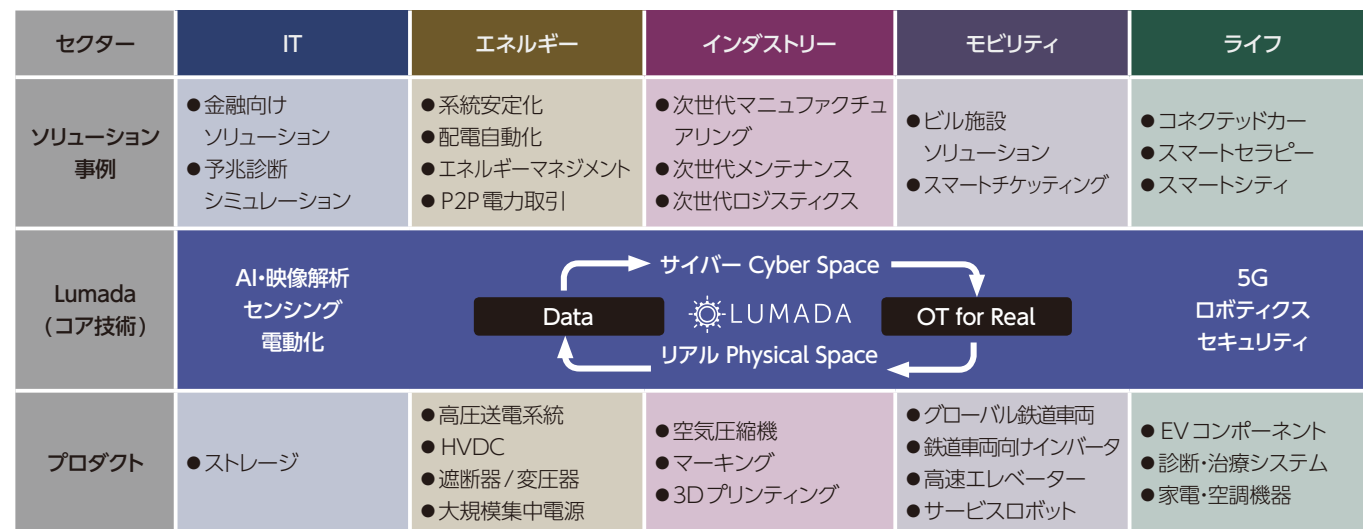 セクター
IT
エネルギー
インダストリー
モビリティ
ライフ
ソリューション
事例
●金融向け
ソリューション
●予兆診断
シミュレーション
●系統安定化
●配電自動化
●エネルギーマネジメント
●P2P電力取引
●次世代マニュファクチュ
アリング
●次世代メンテナンス
●次世代ロジスティクス
●ビル施設
ソリューション
●スマートチケッティング
●コネクテッドカー
●スマートセラピー
●スマートシティ
Lumada
(コア技術)
AI・映像解析
センシング
電動化
サイバー Cyber Space
Data
LUMADA
OT for Real
リアル Physical Space
5G
ロボティクス
セキュリティ
プロダクト
●ストレージ
●高圧送電系統
●HVDC
●遮断器/変圧器
●大規模集中電源
●空気圧縮機
●マーキング
●3Dプリンティング
●グローバル鉄道車両
●鉄道車両向けインバータ
●高速エレベーター
●サービスロボット
●EVコンポーネント
●診断・治療システム
●家電・空調機器